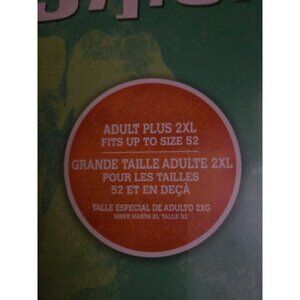 ADULT PLUS 2XL
FITS UP TO SIZE 52
GRANDE TAILLE ADULTE 2XL
POUR LES TAILLES
52 ET EN DEÇÀ
TALLE ESPECIAL DE ADULTO 2XG
SIRVE HASTA EL TALLE 52